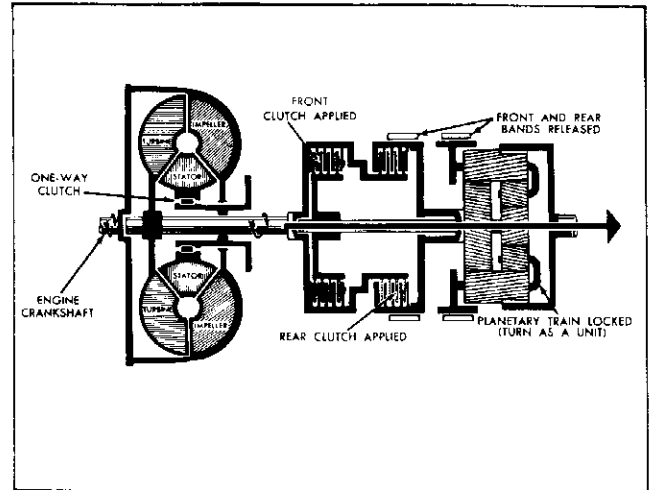 FRONT
CLUTCH APPLIED
FRONT AND REAR
BANDS RELEASED
TURBINE
IMPELLER
STATOR
ONE-WAY
CLUTCH
ENGINE
CRANKSHAFT
STATOR
TURBINE
IMPELLER
REAR CLUTCH APPLIED
PLANETARY TRAIN LOCKED
(TURN AS A UNIT)